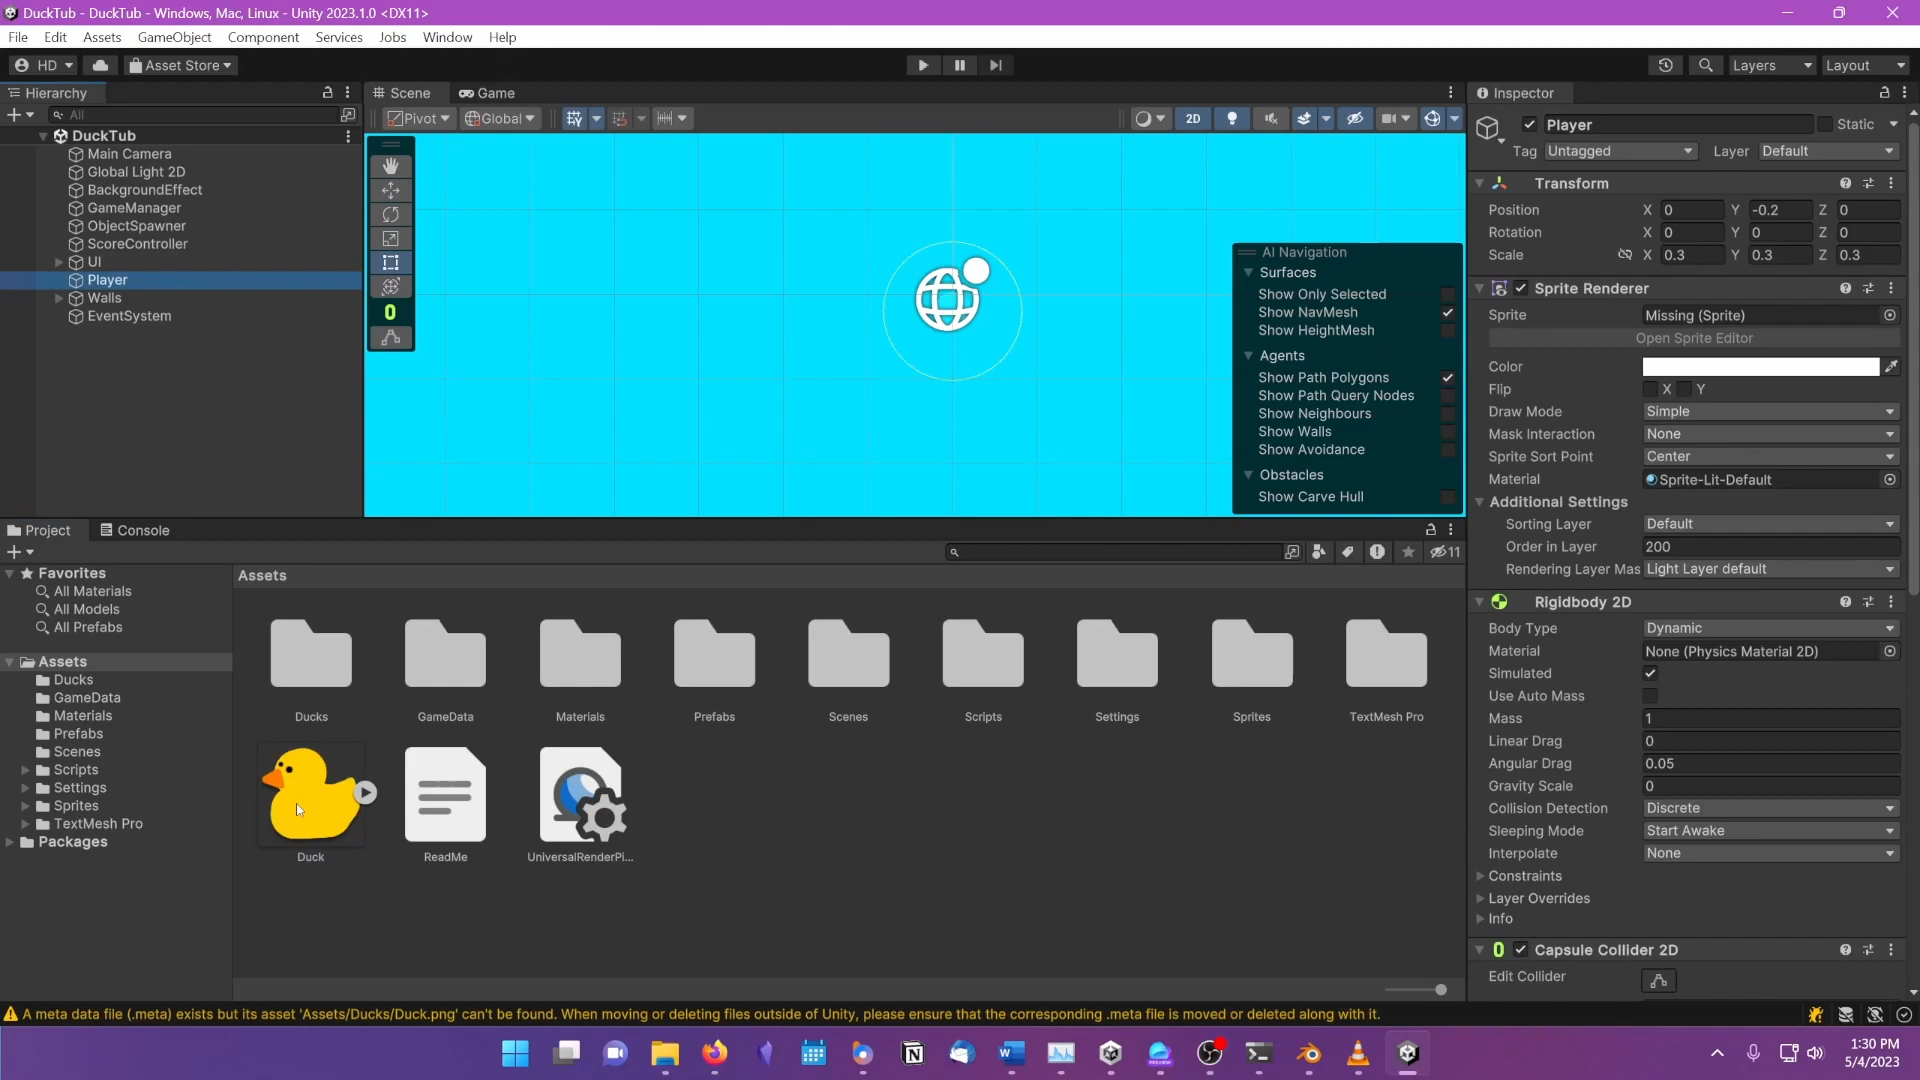 DuckTub - DuckTub - Windows, Mac, Linux - Unity 2023.1.0 <DX11>
File Edit Assets GameObject Component Services Jobs Window Help
HD Asset Store Layers Layout
Hierarchy
All
DuckTub
Main Camera
Global Light 2D
BackgroundEffect
GameManager
ObjectSpawner
ScoreController
UI
Player
Walls
EventSystem
Scene Game
Pivot Global 2D
AI Navigation
Surfaces
Show Only Selected
Show NavMesh
Show HeightMesh
Agents
Show Path Polygons
Show Path Query Nodes
Show Neighbours
Show Walls
Show Avoidance
Obstacles
Show Carve Hull
Inspector
Player Static
Tag Untagged Layer Default
Transform
Position X 0 Y -0.2 Z 0
Rotation X 0 Y 0 Z 0
Scale X 0.3 Y 0.3 Z 0.3
Sprite Renderer
Sprite Missing (Sprite)
Open Sprite Editor
Color
Flip X Y
Draw Mode Simple
Mask Interaction None
Sprite Sort Point Center
Material Sprite-Lit-Default
Additional Settings
Sorting Layer Default
Order in Layer 200
Rendering Layer Mas Light Layer default
Rigidbody 2D
Body Type Dynamic
Material None (Physics Material 2D)
Simulated
Use Auto Mass
Mass 1
Linear Drag 0
Angular Drag 0.05
Gravity Scale 0
Collision Detection Discrete
Sleeping Mode Start Awake
Interpolate None
Constraints
Layer Overrides
Info
Capsule Collider 2D
Edit Collider
Project Console
11
Favorites
All Materials
All Models
All Prefabs
Assets
Ducks
GameData
Materials
Prefabs
Scenes
Scripts
Settings
Sprites
TextMesh Pro
Packages
Assets
Ducks GameData Materials Prefabs Scenes Scripts Settings Sprites TextMesh Pro
Duck ReadMe UniversalRenderPi...
A meta data file (.meta) exists but its asset 'Assets/Ducks/Duck.png' can't be found. When moving or deleting files outside of Unity, please ensure that the corresponding .meta file is moved or deleted along with it.
1:30 PM
5/4/2023